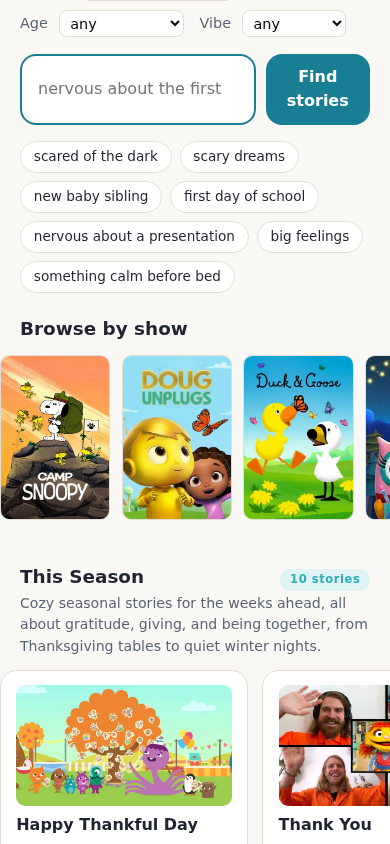 Age any Vibe any
nervous about the first
Find
stories
scared of the dark scary dreams
new baby sibling first day of school
nervous about a presentation big feelings
something calm before bed
Browse by show
CAMP
SNOOPY
DOUG
UNPLUGS
Duck & Goose
This Season 10 stories
Cozy seasonal stories for the weeks ahead, all
about gratitude, giving, and being together, from
Thanksgiving tables to quiet winter nights.
Happy Thankful Day Thank You